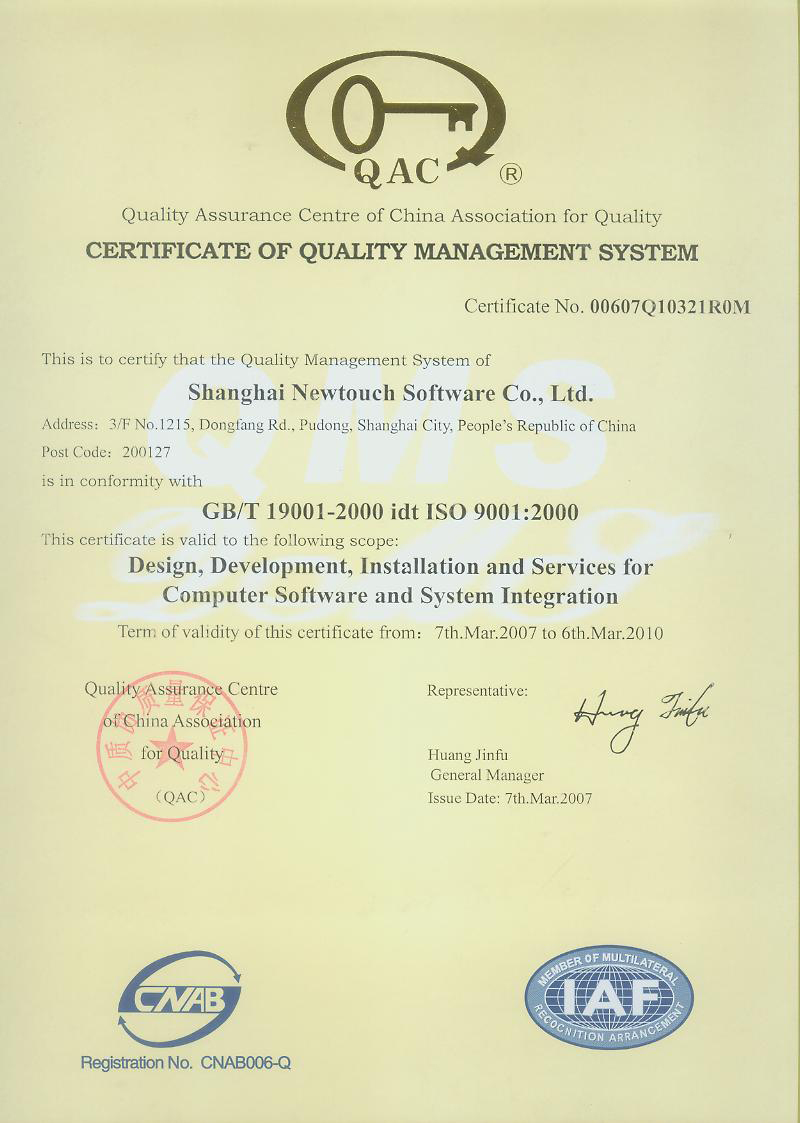 QAC ®
Quality Assurance Centre of China Association for Quality
CERTIFICATE OF QUALITY MANAGEMENT SYSTEM
Certificate No. 00607Q10321R0M
This is to certify that the Quality Management System of
QMS
Shanghai Newtouch Software Co., Ltd.
Address: 3/F No.1215, Dongfang Rd., Pudong, Shanghai City, People's Republic of China
Post Code: 200127
is in conformity with
GB/T 19001-2000 idt ISO 9001:2000
This certificate is valid to the following scope:
Design, Development, Installation and Services for
Computer Software and System Integration
Term of validity of this certificate from: 7th.Mar.2007 to 6th.Mar.2010
Quality Assurance Centre
of China Association
for Quality
(QAC)
中质协质量保证中心
Representative:
Huang Jinfu
Huang Jinfu
General Manager
Issue Date: 7th.Mar.2007
CNAB
Registration No. CNAB006-Q
MEMBER OF MULTILATERAL
IAF
RECOGNITION ARRANGEMENT